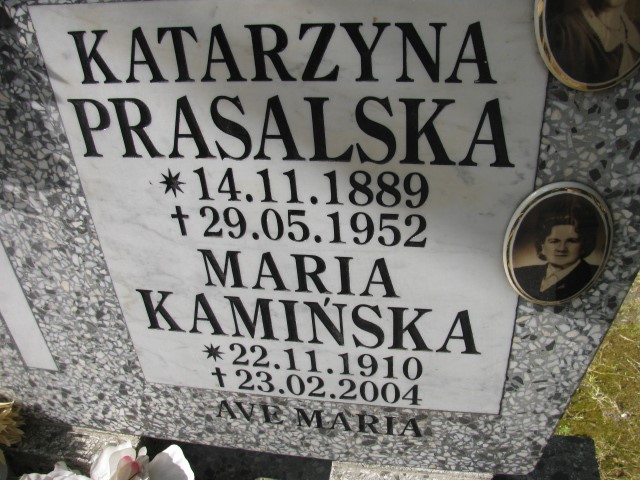 KATARZYNA
PRASALSKA
✷ 14.11.1889
† 29.05.1952
MARIA
KAMIŃSKA
✷ 22.11.1910
† 23.02.2004
AVE MARIA